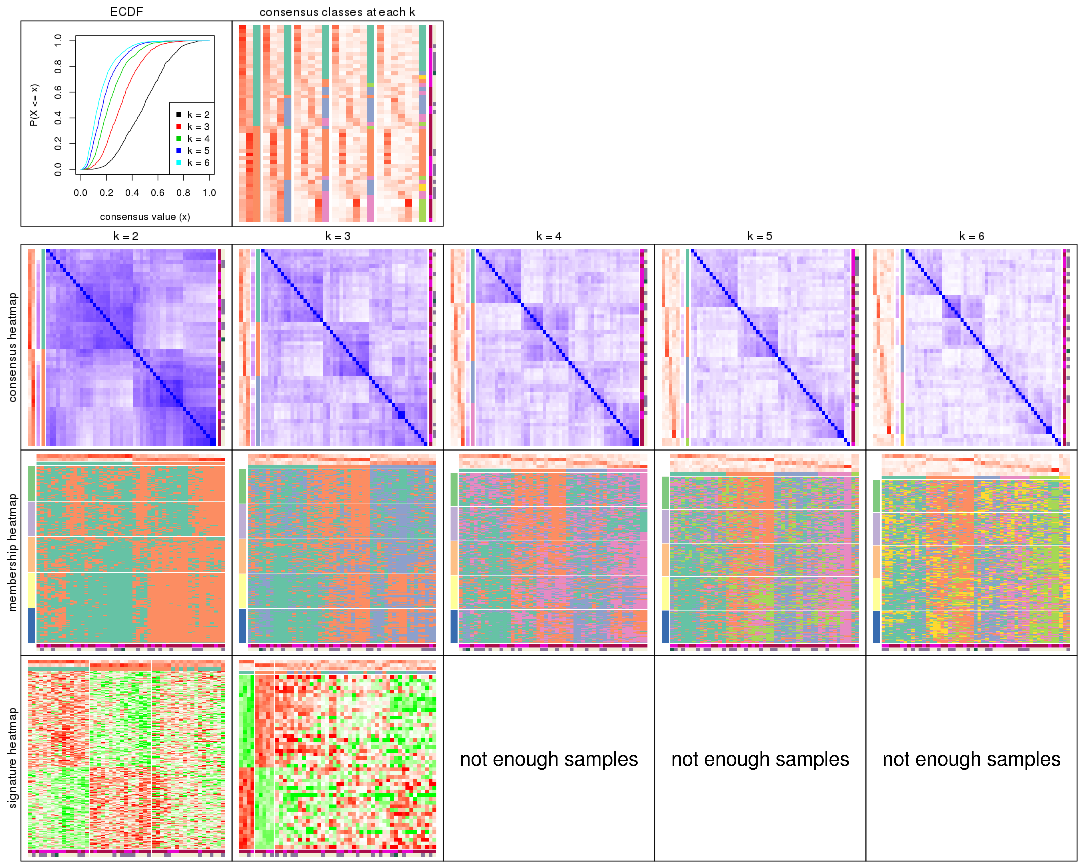 ECDF
consensus classes at each k
P(X <= x)
0.0 0.2 0.4 0.6 0.8 1.0
k = 2
k = 3
k = 4
k = 5
k = 6
0.0 0.2 0.4 0.6 0.8 1.0
consensus value (x)
k = 2
k = 3
k = 4
k = 5
k = 6
consensus heatmap
membership heatmap
signature heatmap
not enough samples
not enough samples
not enough samples